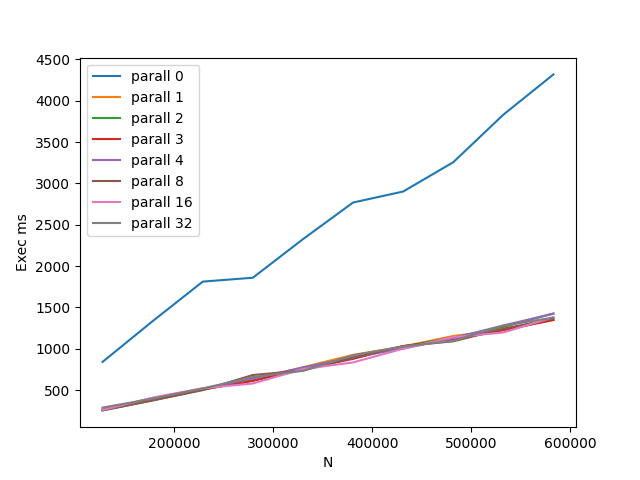 4500
4000
3500
3000
2500
2000
1500
1000
500
Exec ms
parall 0
parall 1
parall 2
parall 3
parall 4
parall 8
parall 16
parall 32
200000 300000 400000 500000 600000
N